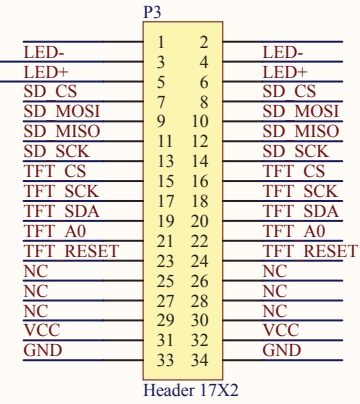 P3
1 2
LED- 3 4 LED-
LED+ 5 6 LED+
SD_CS 7 8 SD_CS
SD_MOSI 9 10 SD_MOSI
SD_MISO 11 12 SD_MISO
SD_SCK 13 14 SD_SCK
TFT_CS 15 16 TFT_CS
TFT_SCK 17 18 TFT_SCK
TFT_SDA 19 20 TFT_SDA
TFT_A0 21 22 TFT_A0
TFT_RESET 23 24 TFT_RESET
NC 25 26 NC
NC 27 28 NC
NC 29 30 NC
VCC 31 32 VCC
GND 33 34 GND
Header 17X2